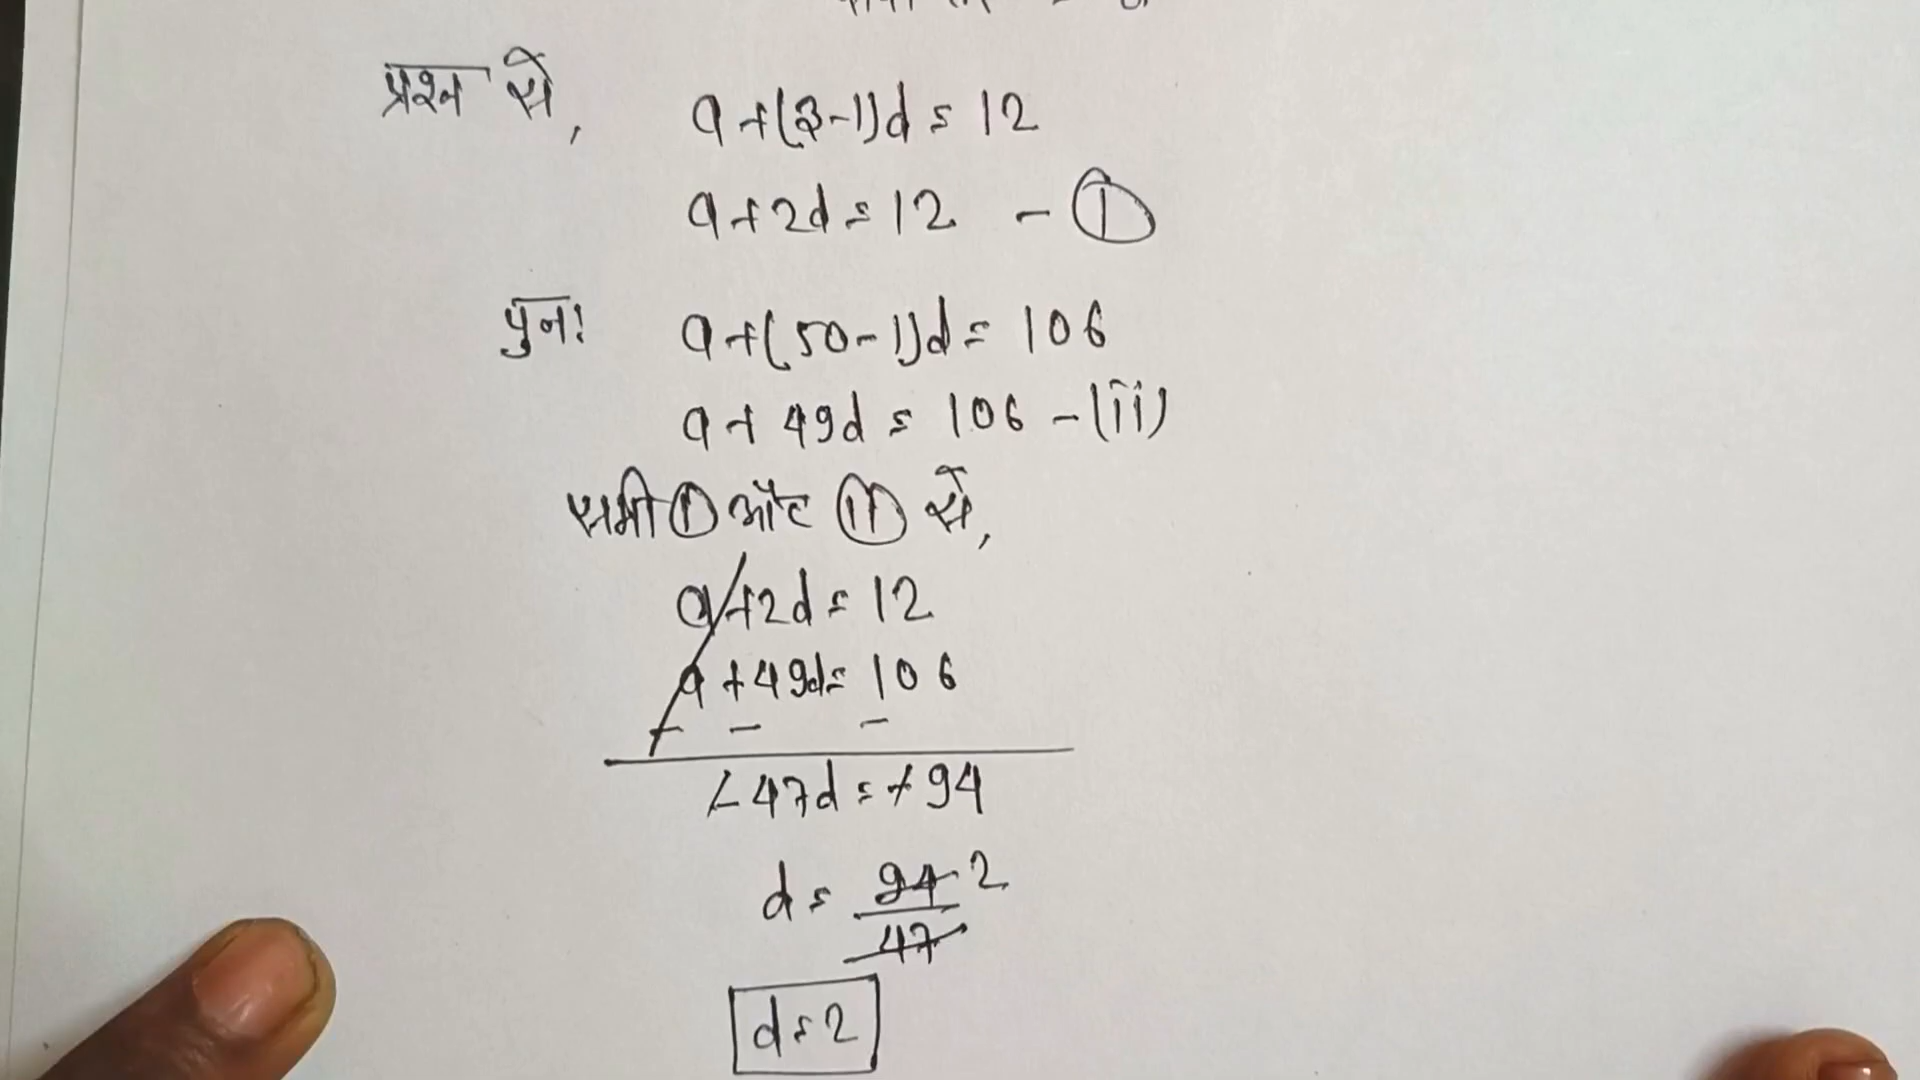 प्रश्न से, a+(3-1)d = 12
a+2d = 12 - (I)
पुनः a+(50-1)d = 106
a+49d = 106 -(ii)
समी (I) और (II) से,
a+2d = 12
a+49d = 106
- - -
-47d = -94
d = 94 2
47
d = 2